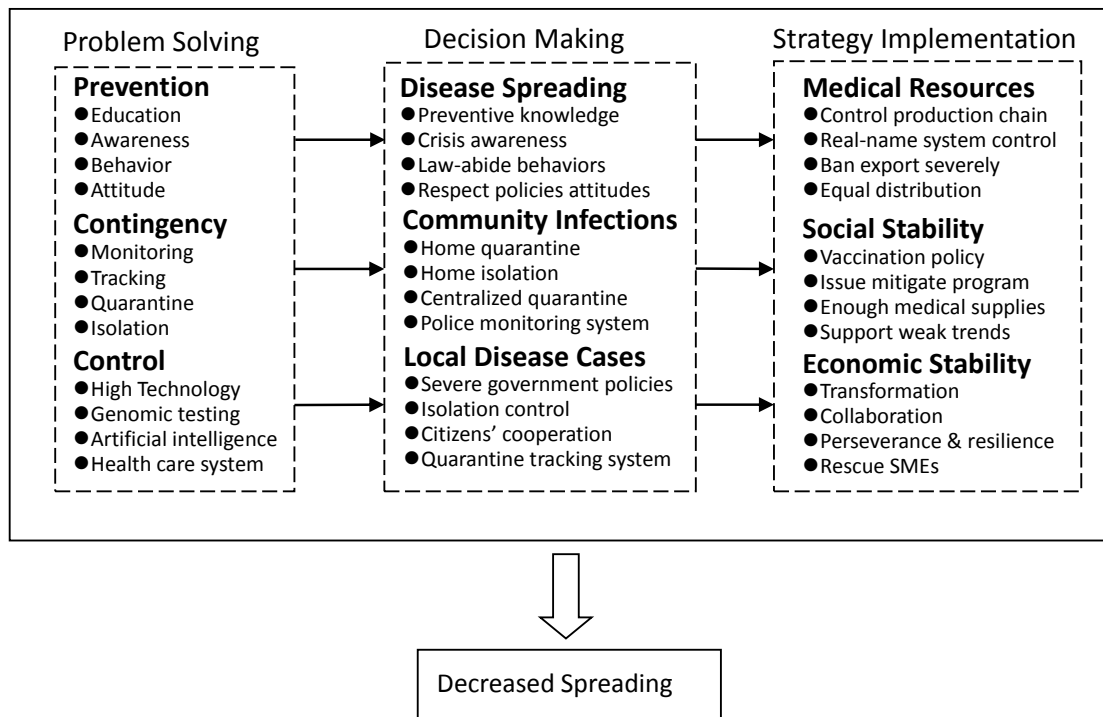 Problem Solving
Prevention
●Education
●Awareness
●Behavior
●Attitude
Contingency
●Monitoring
●Tracking
●Quarantine
●Isolation
Control
●High Technology
●Genomic testing
●Artificial intelligence
●Health care system
Decision Making
Disease Spreading
●Preventive knowledge
●Crisis awareness
●Law-abide behaviors
●Respect policies attitudes
Community Infections
●Home quarantine
●Home isolation
●Centralized quarantine
●Police monitoring system
Local Disease Cases
●Severe government policies
●Isolation control
●Citizens’ cooperation
●Quarantine tracking system
Strategy Implementation
Medical Resources
●Control production chain
●Real-name system control
●Ban export severely
●Equal distribution
Social Stability
●Vaccination policy
●Issue mitigate program
●Enough medical supplies
●Support weak trends
Economic Stability
●Transformation
●Collaboration
●Perseverance & resilience
●Rescue SMEs
Decreased Spreading